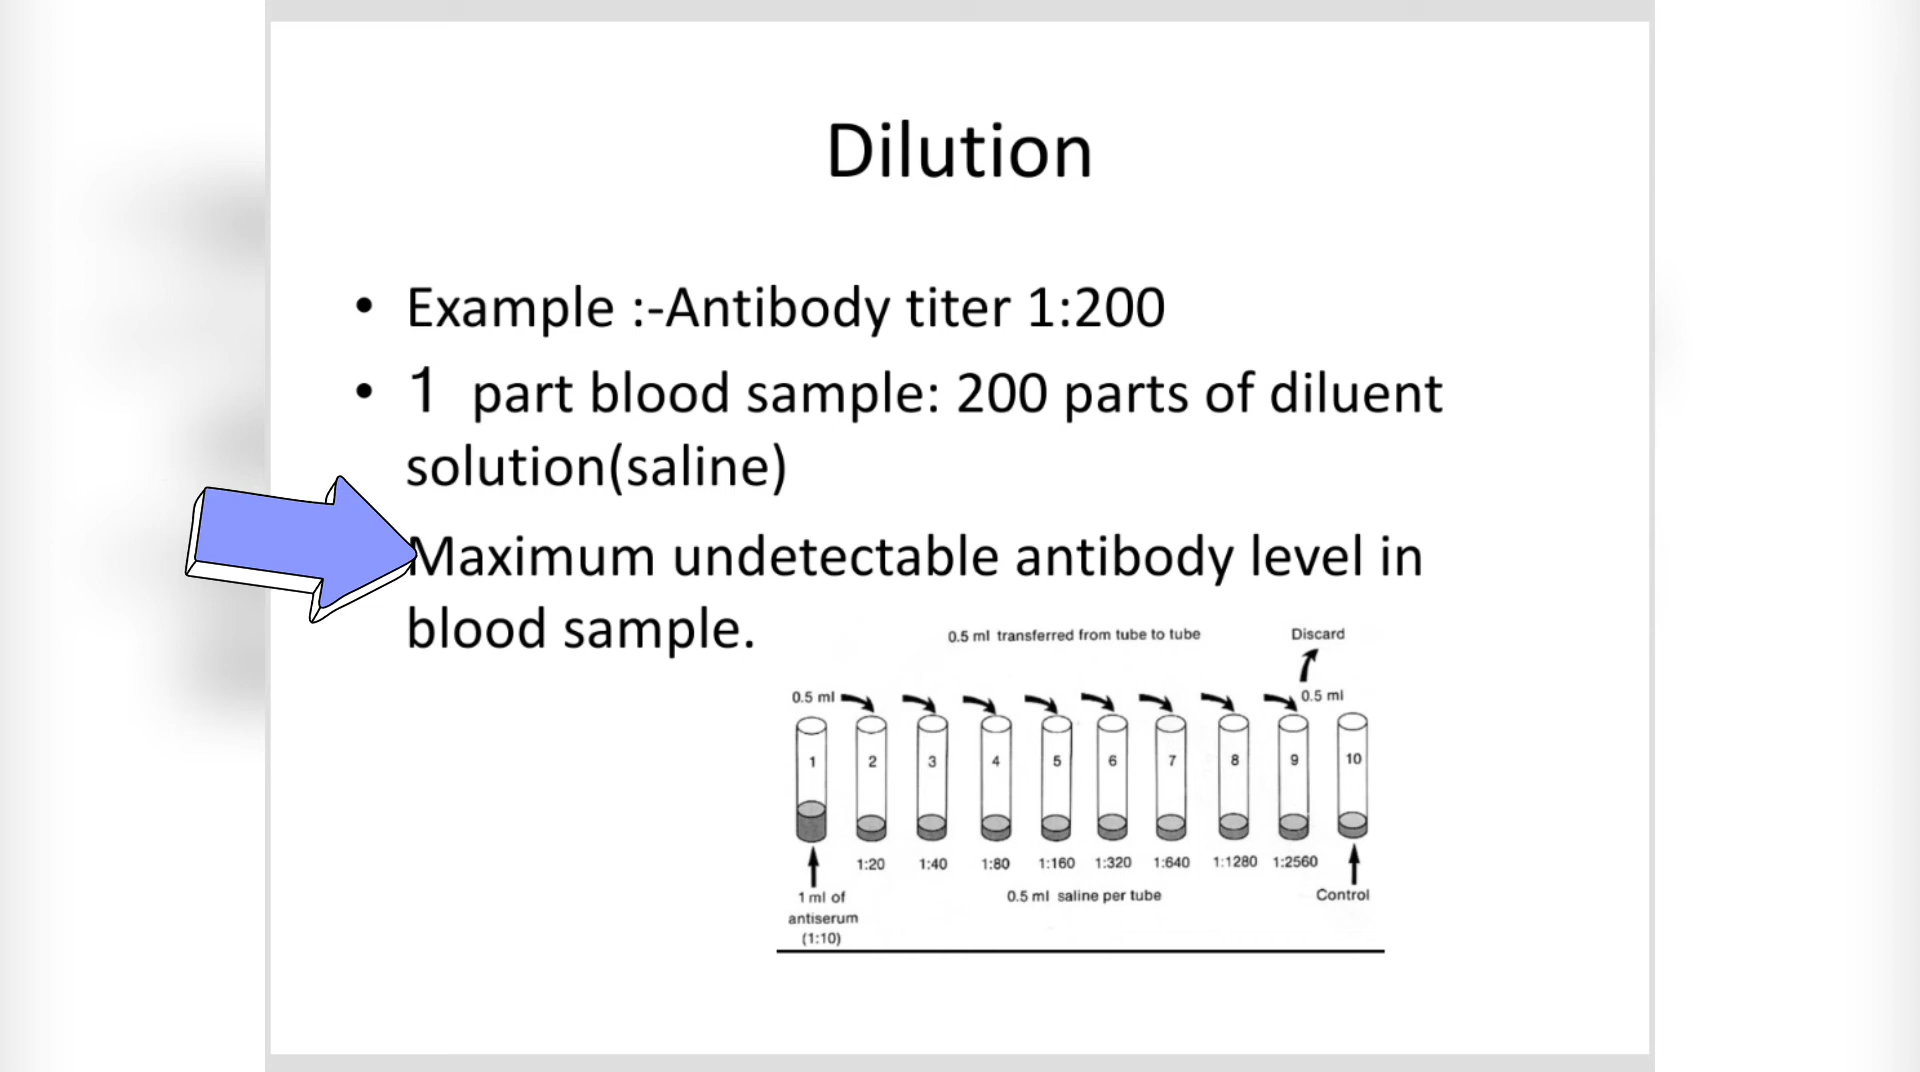 Dilution
• Example :-Antibody titer 1:200
• 1 part blood sample: 200 parts of diluent
solution(saline)
Maximum undetectable antibody level in
blood sample.
0.5 ml transferred from tube to tube
Discard
0.5 ml
0.5 ml
1 2 3 4 5 6 7 8 9 10
1:20 1:40 1:80 1:160 1:320 1:640 1:1280 1:2560
1 ml of
antiserum
(1:10)
0.5 ml saline per tube
Control